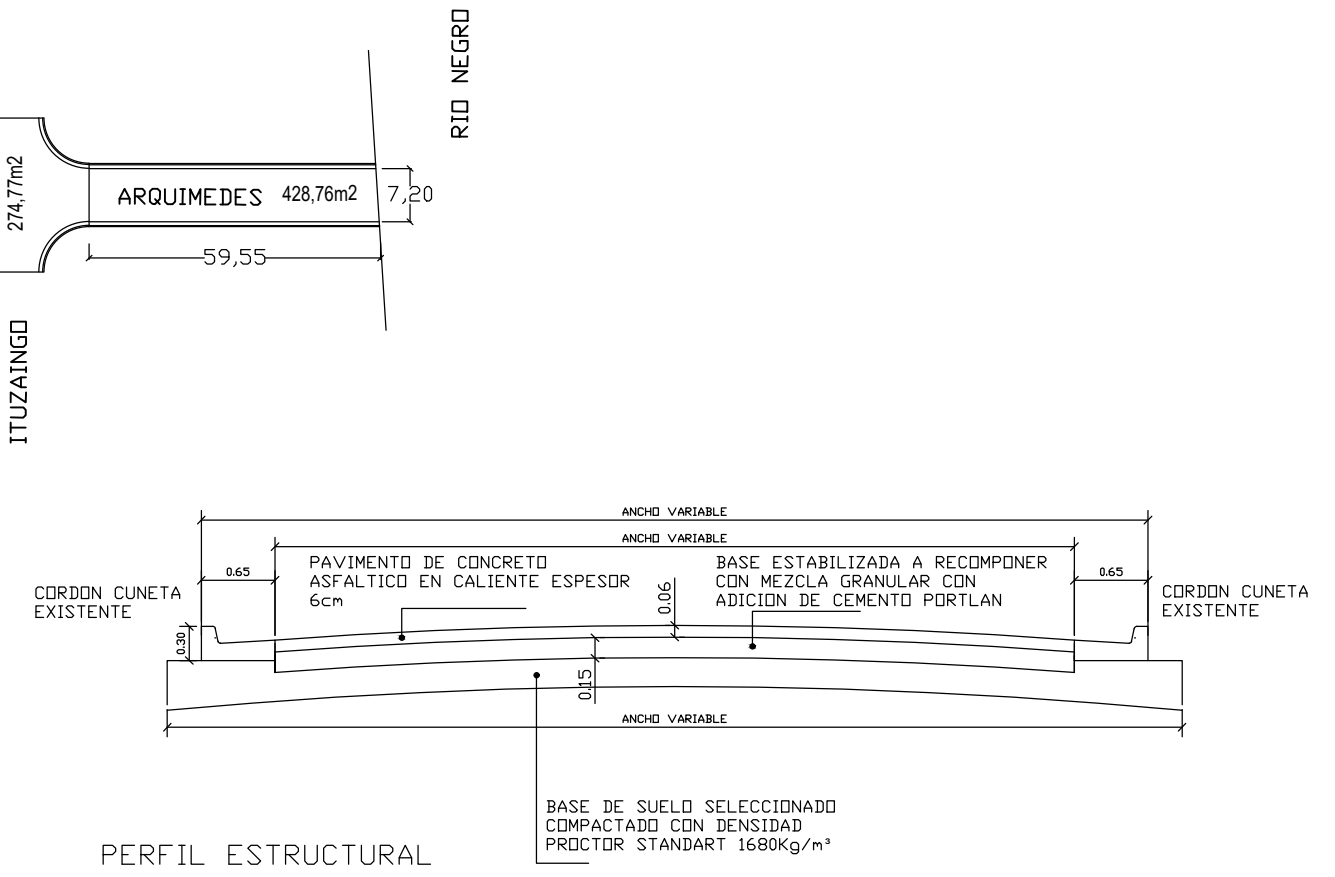 RIO NEGRO
274,77m2
ARQUIMEDES 428,76m2 7,20
59,55
ITUZAINGO
ANCHO VARIABLE
ANCHO VARIABLE
PAVIMENTO DE CONCRETO
ASFALTICO EN CALIENTE ESPESOR
6cm
BASE ESTABILIZADA A RECOMPONER
CON MEZCLA GRANULAR CON
ADICION DE CEMENTO PORTLAN
0.65
0.65
CORDON CUNETA
EXISTENTE
CORDON CUNETA
EXISTENTE
0.06
0.30
0.15
ANCHO VARIABLE
BASE DE SUELO SELECCIONADO
COMPACTADO CON DENSIDAD
PROCTOR STANDART 1680Kg/m³
PERFIL ESTRUCTURAL